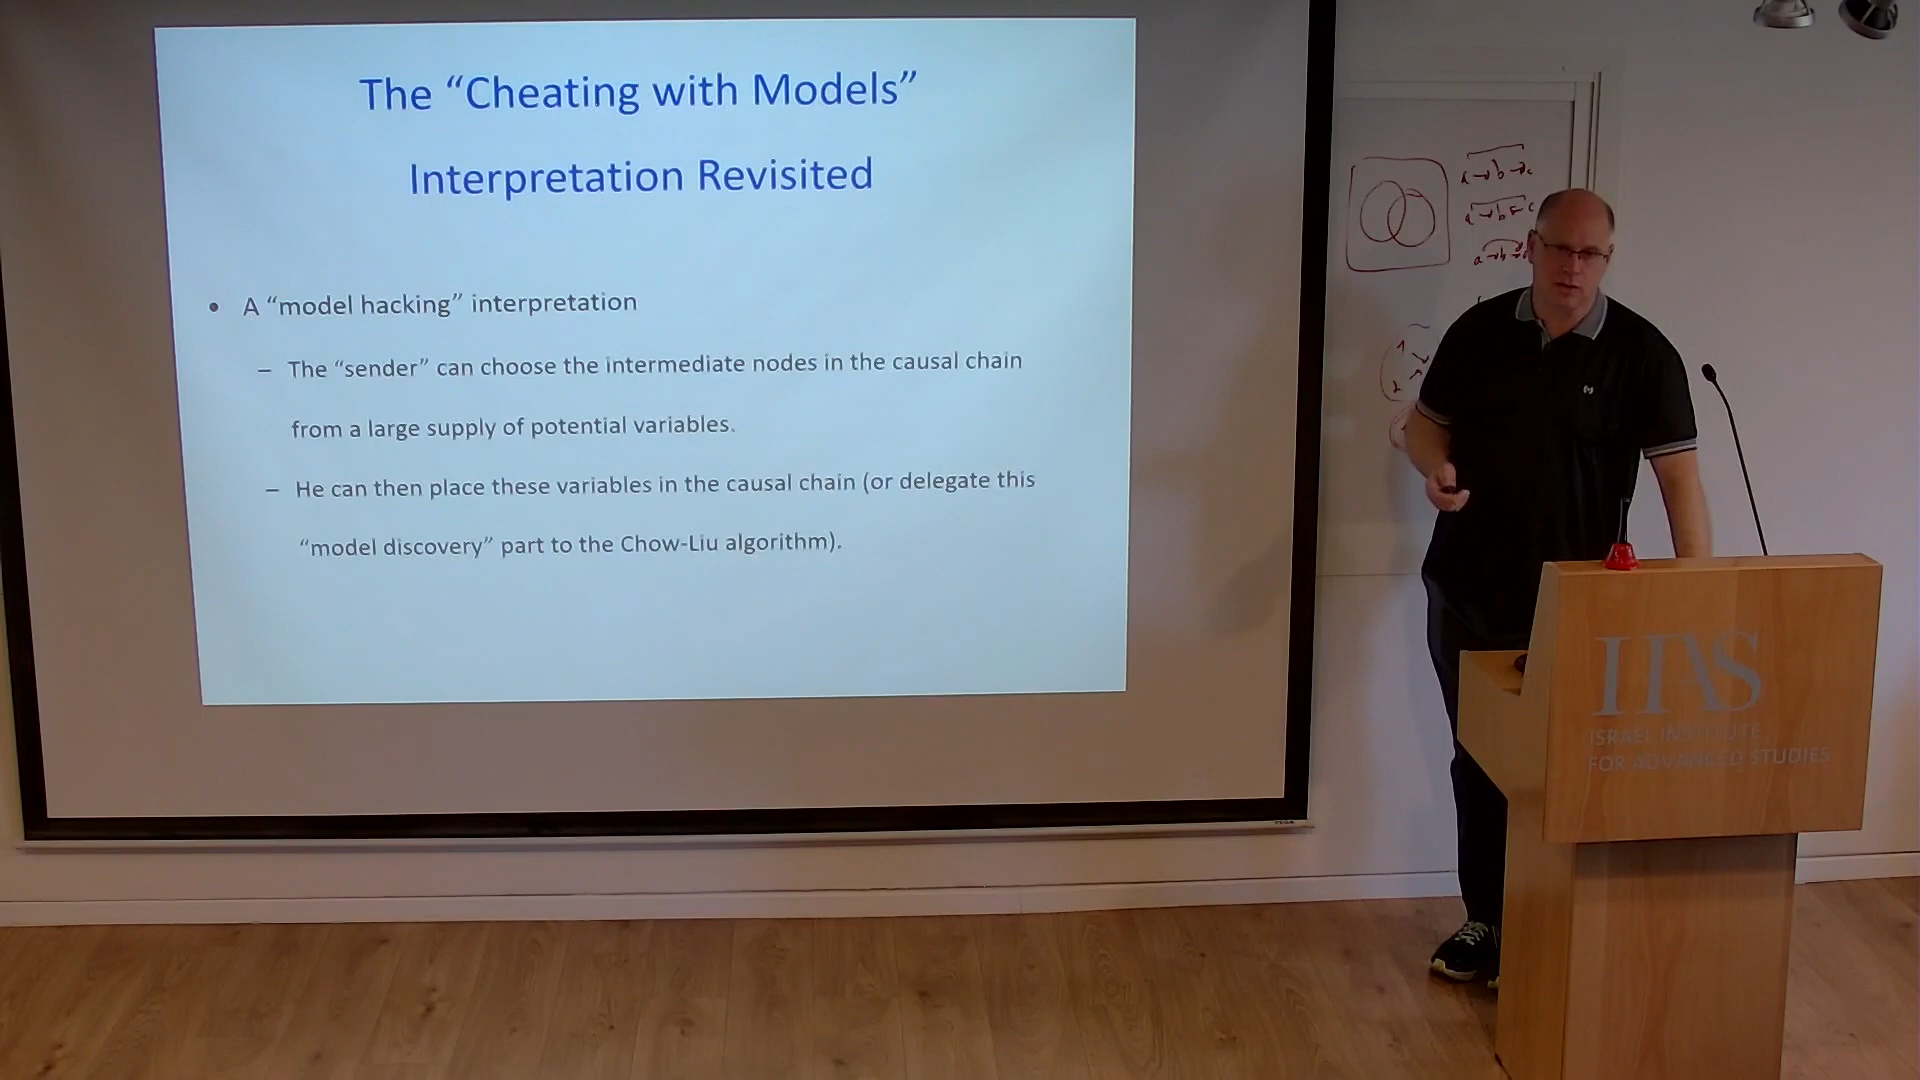 The “Cheating with Models”
Interpretation Revisited
• A “model hacking” interpretation
– The “sender” can choose the intermediate nodes in the causal chain
from a large supply of potential variables.
– He can then place these variables in the causal chain (or delegate this
“model discovery” part to the Chow-Liu algorithm).
a→b→c
a→b←c
IIAS
ISRAEL INSTITUTE
FOR ADVANCED STUDIES